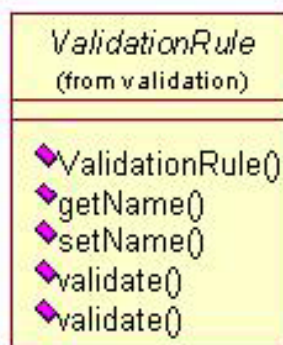 ValidationRule
(from validation)
ValidationRule()
getName()
setName()
validate()
validate()